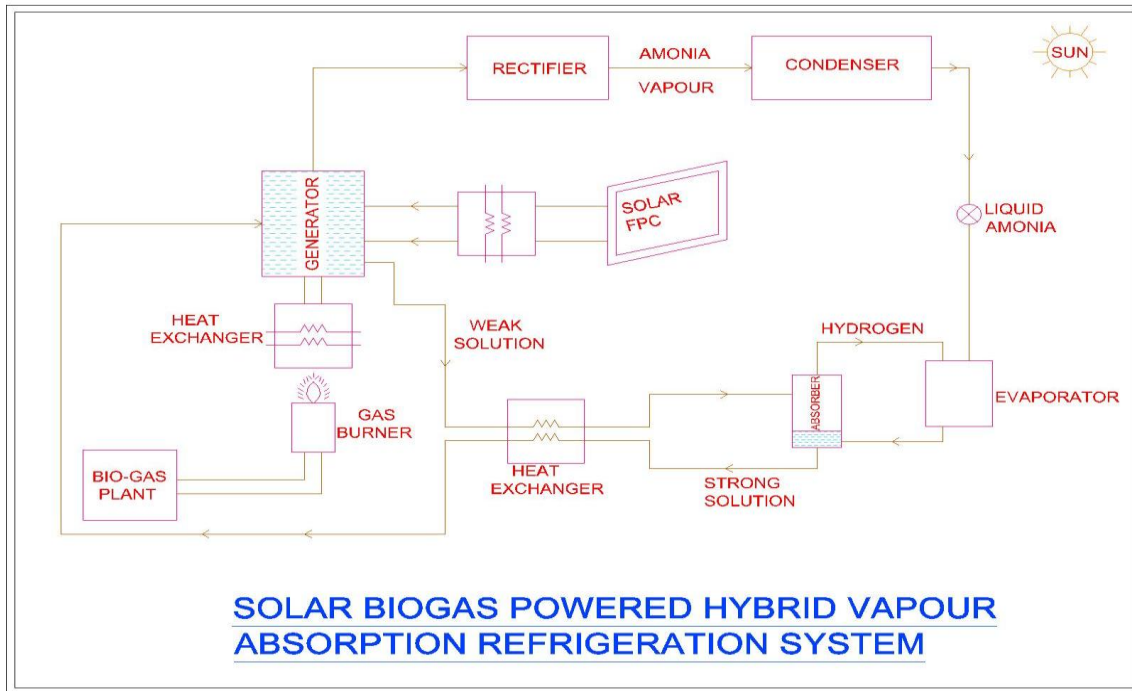 RECTIFIER
AMONIA
VAPOUR
CONDENSER
SUN
GENERATOR
SOLAR
FPC
LIQUID
AMONIA
HEAT
EXCHANGER
WEAK
SOLUTION
HYDROGEN
ABSORBER
EVAPORATOR
GAS
BURNER
BIO-GAS
PLANT
HEAT
EXCHANGER
STRONG
SOLUTION
SOLAR BIOGAS POWERED HYBRID VAPOUR
ABSORPTION REFRIGERATION SYSTEM